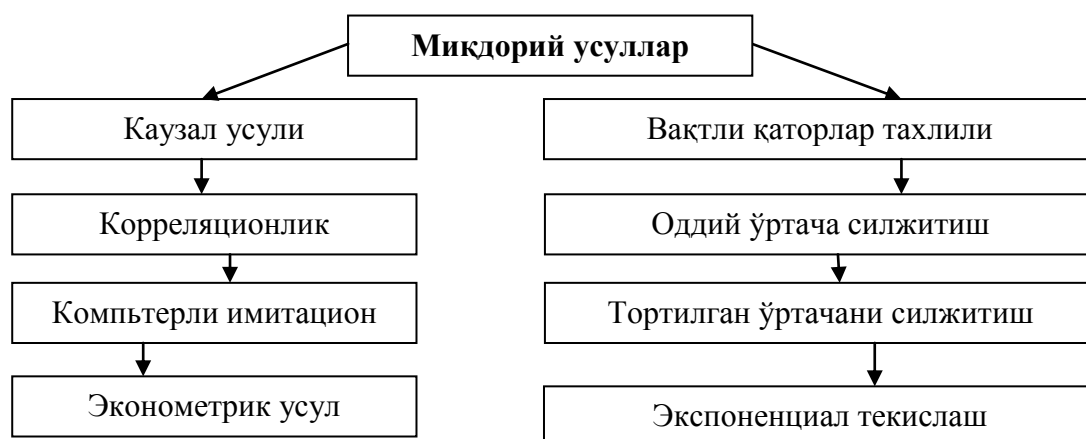 Миқдорий усуллар
Каузал усули
Корреляционлик
Компьтерли имитацион
Эконометрик усул
Вақтли қаторлар тахлили
Оддий ўртача силжитиш
Тортилган ўртачани силжитиш
Экспоненциал текислаш